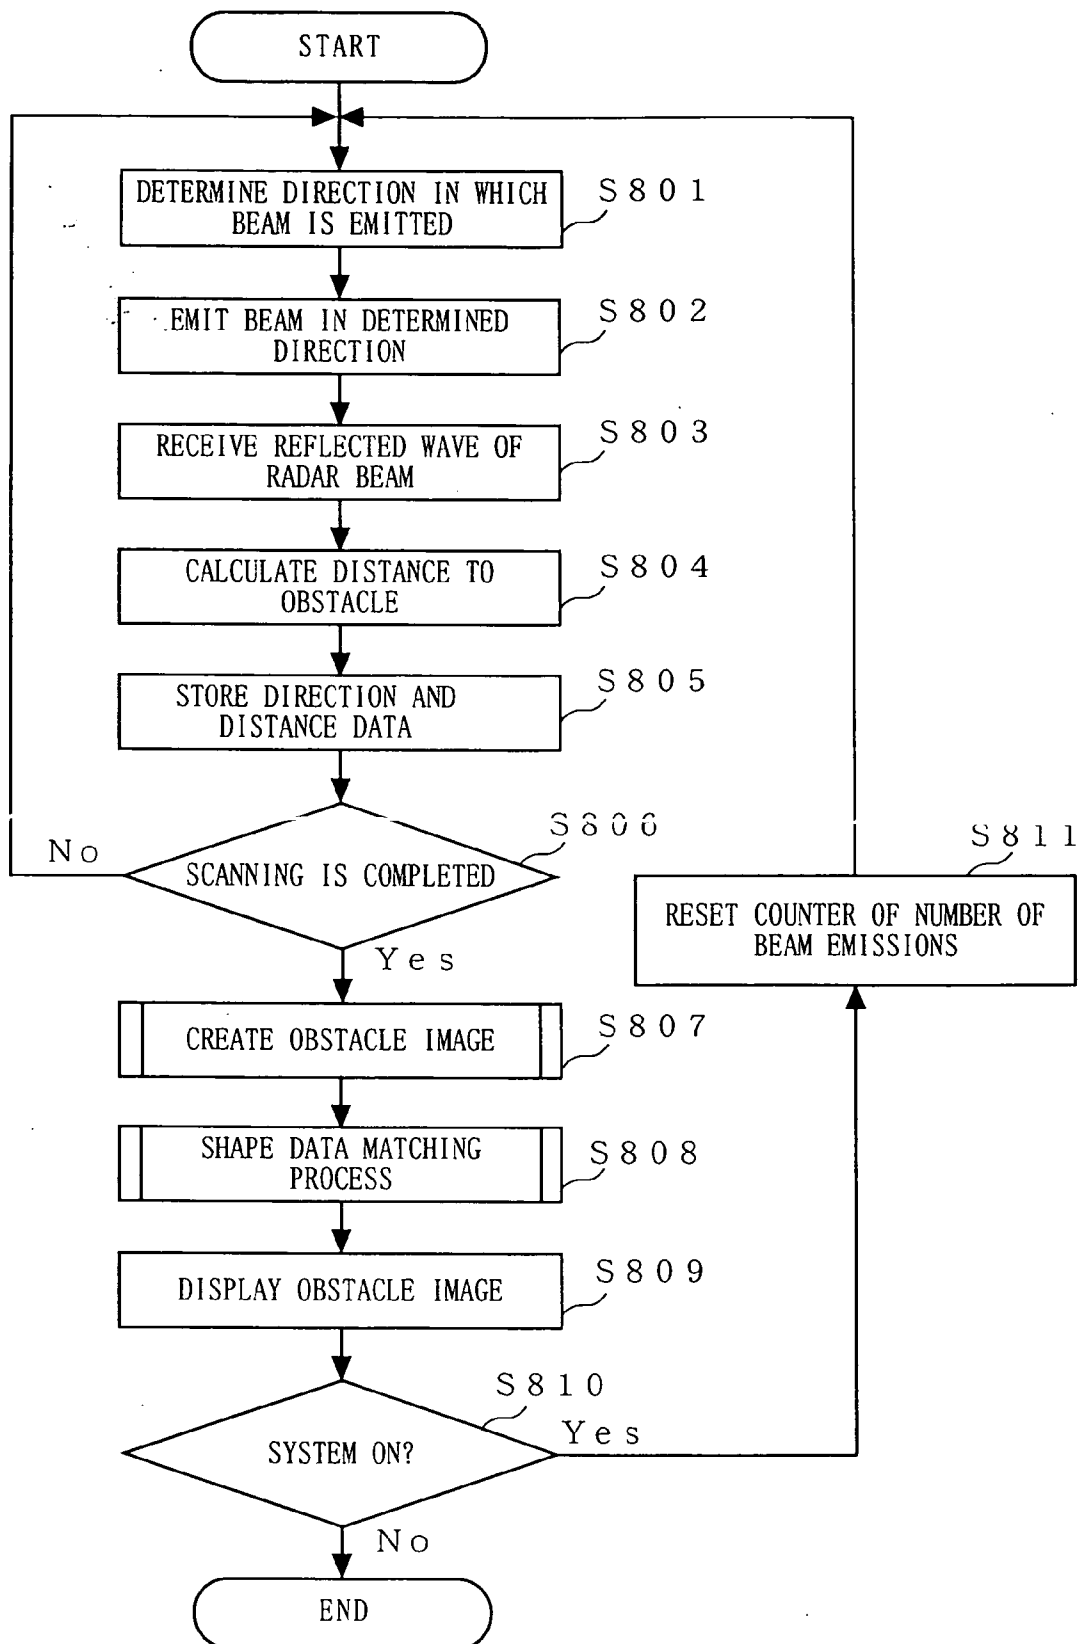 START
DETERMINE DIRECTION IN WHICH
BEAM IS EMITTED
S801
EMIT BEAM IN DETERMINED
DIRECTION
S802
RECEIVE REFLECTED WAVE OF
RADAR BEAM
S803
CALCULATE DISTANCE TO
OBSTACLE
S804
STORE DIRECTION AND
DISTANCE DATA
S805
SCANNING IS COMPLETED
S806
No
Yes
S811
RESET COUNTER OF NUMBER OF
BEAM EMISSIONS
CREATE OBSTACLE IMAGE
S807
SHAPE DATA MATCHING
PROCESS
S808
DISPLAY OBSTACLE IMAGE
S809
SYSTEM ON?
S810
Yes
No
END